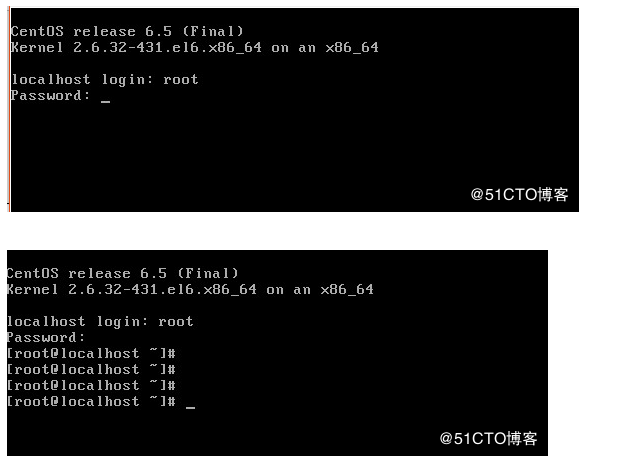 CentOS release 6.5 (Final)
Kernel 2.6.32-431.el6.x86_64 on an x86_64
localhost login: root
Password: _
@51CTO博客
CentOS release 6.5 (Final)
Kernel 2.6.32-431.el6.x86_64 on an x86_64
localhost login: root
Password:
[root@localhost ~]#
[root@localhost ~]#
[root@localhost ~]#
[root@localhost ~]# _
@51CTO博客